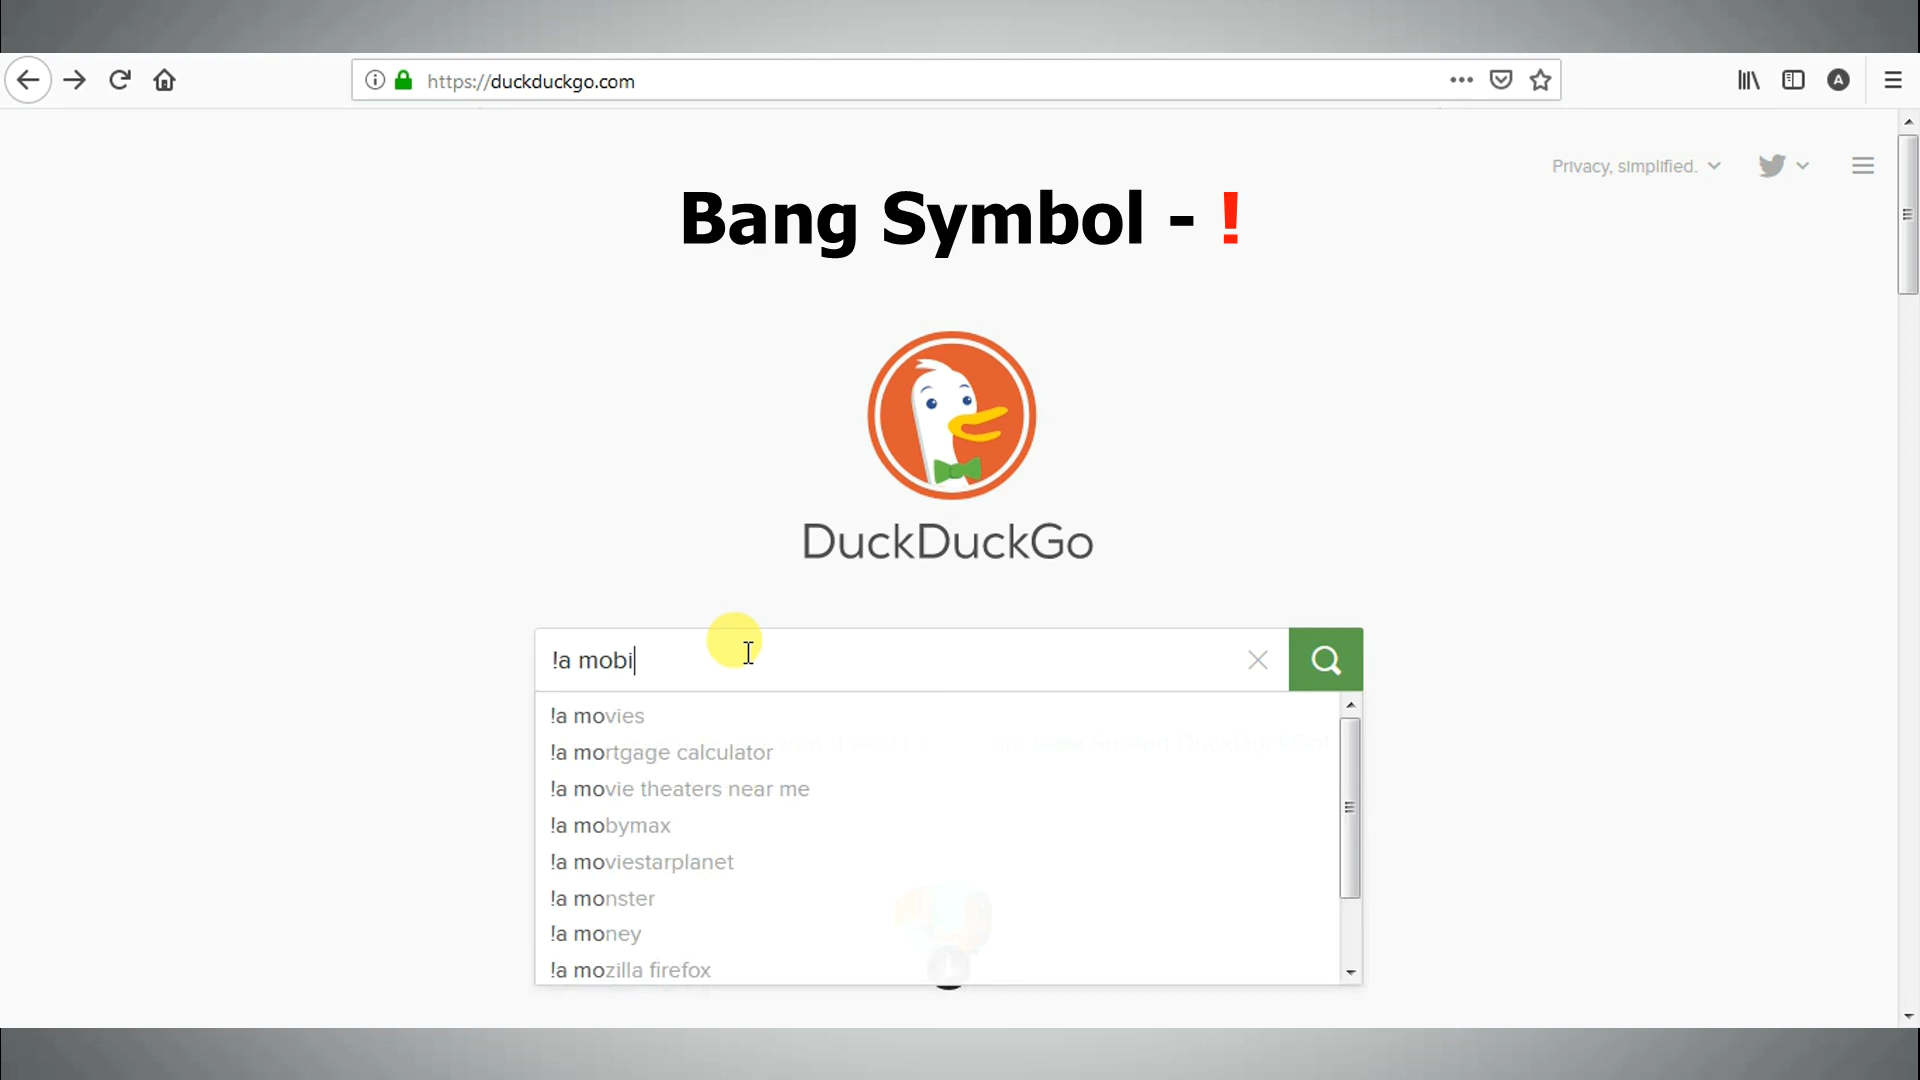 https://duckduckgo.com
A
Privacy, simplified.
Bang Symbol - !
DuckDuckGo
!a mobi
!a movies
!a mortgage calculator
!a movie theaters near me
!a mobymax
!a moviestarplanet
!a monster
!a money
!a mozilla firefox